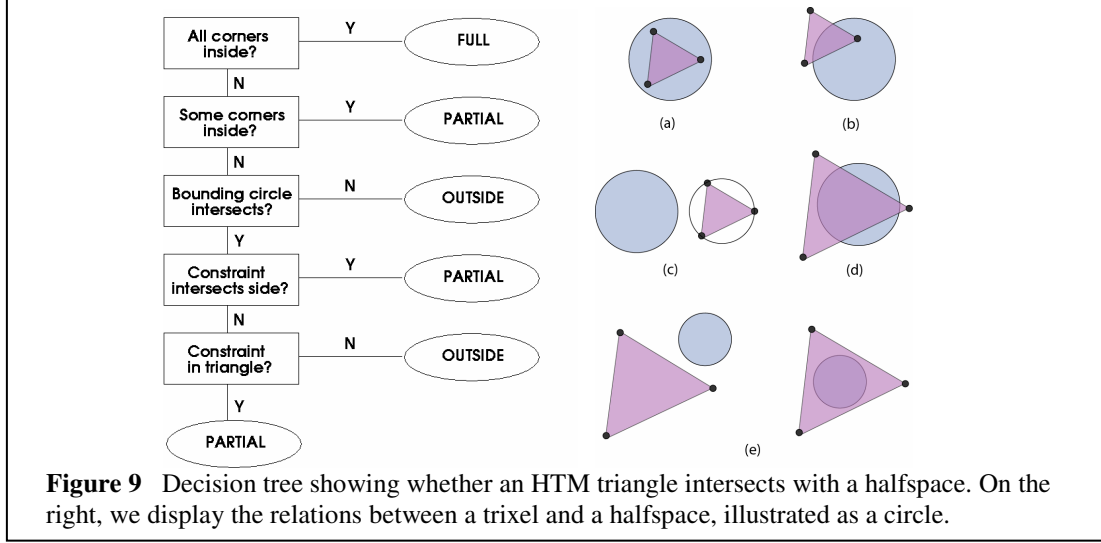 All corners
inside?
Y
FULL
N
Some corners
inside?
Y
PARTIAL
N
Bounding circle
intersects?
N
OUTSIDE
Y
Constraint
intersects side?
Y
PARTIAL
N
Constraint
in triangle?
N
OUTSIDE
Y
PARTIAL
(a)
(b)
(c)
(d)
(e)
Figure 9 Decision tree showing whether an HTM triangle intersects with a halfspace. On the
right, we display the relations between a trixel and a halfspace, illustrated as a circle.